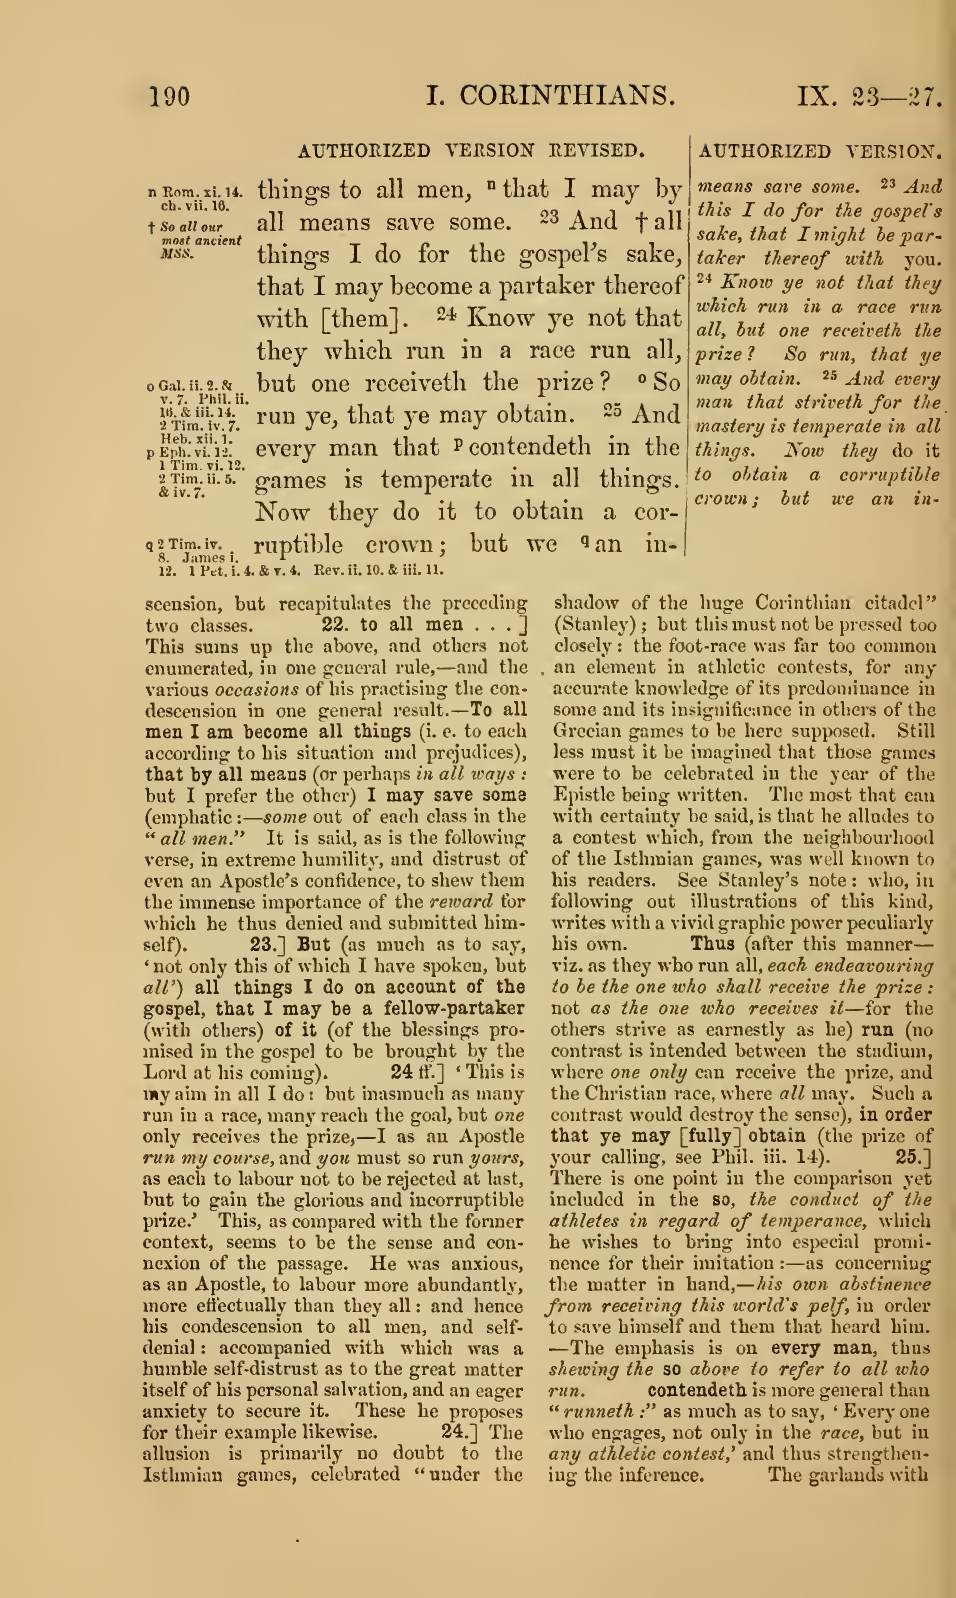 190
I. CORINTHIANS.
IX. 23—27.
AUTHORIZED VERSION REVISED.
n Rom. xi. 14.
ch. vii. 16.
† So all our
most ancient
MSS.
o Gal. ii. 2. &
v. 7. Phil. ii.
16. & iii. 14.
2 Tim. iv. 7.
Heb. xii. 1.
p Eph. vi. 12.
1 Tim. vi. 12.
2 Tim. ii. 5.
& iv. 7.
q 2 Tim. iv.
8. James i.
12. 1 Pet. i. 4. & v. 4. Rev. ii. 10. & iii. 11.
things to all men, n that I may by
all means save some. 23 And † all
things I do for the gospel's sake,
that I may become a partaker thereof
with [them]. 24 Know ye not that
they which run in a race run all,
but one receiveth the prize? o So
run ye, that ye may obtain. 25 And
every man that p contendeth in the
games is temperate in all things.
Now they do it to obtain a cor-
ruptible crown; but we q an in-
AUTHORIZED VERSION.
means save some. 23 And
this I do for the gospel's
sake, that I might be par-
taker thereof with you.
24 Know ye not that they
which run in a race run
all, but one receiveth the
prize? So run, that ye
may obtain. 25 And every
man that striveth for the
mastery is temperate in all
things. Now they do it
to obtain a corruptible
crown; but we an in-
scension, but recapitulates the preceding
two classes. 22. to all men . . . ]
This sums up the above, and others not
enumerated, in one general rule,—and the
various occasions of his practising the con-
descension in one general result.—To all
men I am become all things (i. e. to each
according to his situation and prejudices),
that by all means (or perhaps in all ways :
but I prefer the other) I may save some
(emphatic :—some out of each class in the
“ all men.” It is said, as is the following
verse, in extreme humility, and distrust of
even an Apostle's confidence, to shew them
the immense importance of the reward for
which he thus denied and submitted him-
self). 23.] But (as much as to say,
‘ not only this of which I have spoken, but
all’) all things I do on account of the
gospel, that I may be a fellow-partaker
(with others) of it (of the blessings pro-
mised in the gospel to be brought by the
Lord at his coming). 24 ff.] ‘ This is
my aim in all I do : but inasmuch as many
run in a race, many reach the goal, but one
only receives the prize,—I as an Apostle
run my course, and you must so run yours,
as each to labour not to be rejected at last,
but to gain the glorious and incorruptible
prize.’ This, as compared with the former
context, seems to be the sense and con-
nexion of the passage. He was anxious,
as an Apostle, to labour more abundantly,
more effectually than they all : and hence
his condescension to all men, and self-
denial : accompanied with which was a
humble self-distrust as to the great matter
itself of his personal salvation, and an eager
anxiety to secure it. These he proposes
for their example likewise. 24.] The
allusion is primarily no doubt to the
Isthmian games, celebrated “ under the
shadow of the huge Corinthian citadel”
(Stanley) ; but this must not be pressed too
closely : the foot-race was far too common
an element in athletic contests, for any
accurate knowledge of its predominance in
some and its insignificance in others of the
Grecian games to be here supposed. Still
less must it be imagined that those games
were to be celebrated in the year of the
Epistle being written. The most that can
with certainty be said, is that he alludes to
a contest which, from the neighbourhood
of the Isthmian games, was well known to
his readers. See Stanley's note : who, in
following out illustrations of this kind,
writes with a vivid graphic power peculiarly
his own. Thus (after this manner—
viz. as they who run all, each endeavouring
to be the one who shall receive the prize :
not as the one who receives it—for the
others strive as earnestly as he) run (no
contrast is intended between the stadium,
where one only can receive the prize, and
the Christian race, where all may. Such a
contrast would destroy the sense), in order
that ye may [fully] obtain (the prize of
your calling, see Phil. iii. 14). 25.]
There is one point in the comparison yet
included in the so, the conduct of the
athletes in regard of temperance, which
he wishes to bring into especial promi-
nence for their imitation :—as concerning
the matter in hand,—his own abstinence
from receiving this world's pelf, in order
to save himself and them that heard him.
—The emphasis is on every man, thus
shewing the so above to refer to all who
run. contendeth is more general than
“ runneth :” as much as to say, ‘ Every one
who engages, not only in the race, but in
any athletic contest,’ and thus strengthen-
ing the inference. The garlands with